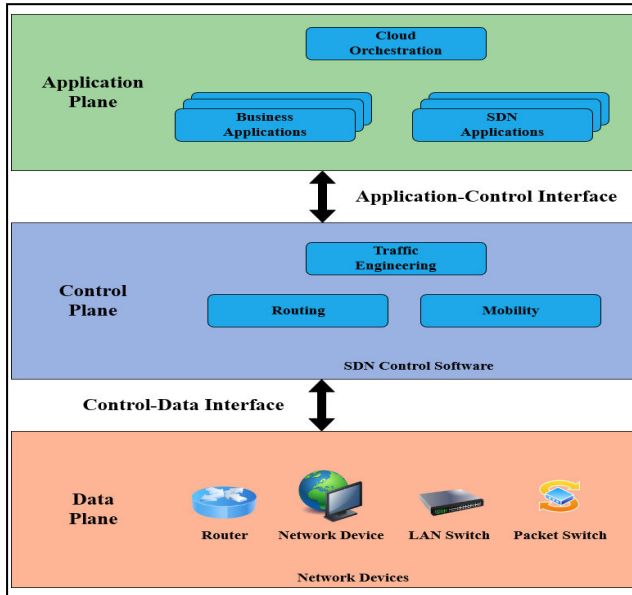 Cloud
Orchestration
Application
Plane
Business
Applications
SDN
Applications
Application-Control Interface
Traffic
Engineering
Control
Plane
Routing
Mobility
SDN Control Software
Control-Data Interface
Data
Plane
Router
Network Device
LAN Switch
Packet Switch
Network Devices